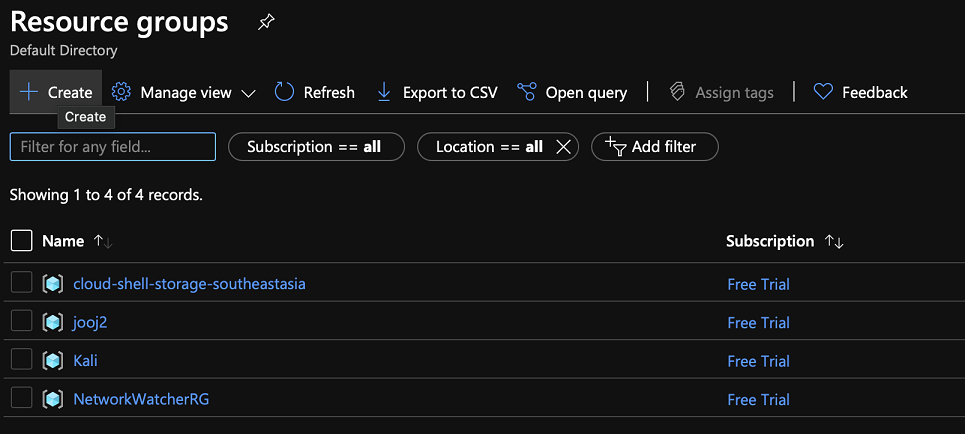 Resource groups
Default Directory
Create Manage view Refresh Export to CSV Open query Assign tags Feedback
Create
Filter for any field... Subscription == all Location == all Add filter
Showing 1 to 4 of 4 records.
Name Subscription
cloud-shell-storage-southeastasia Free Trial
jooj2 Free Trial
Kali Free Trial
NetworkWatcherRG Free Trial